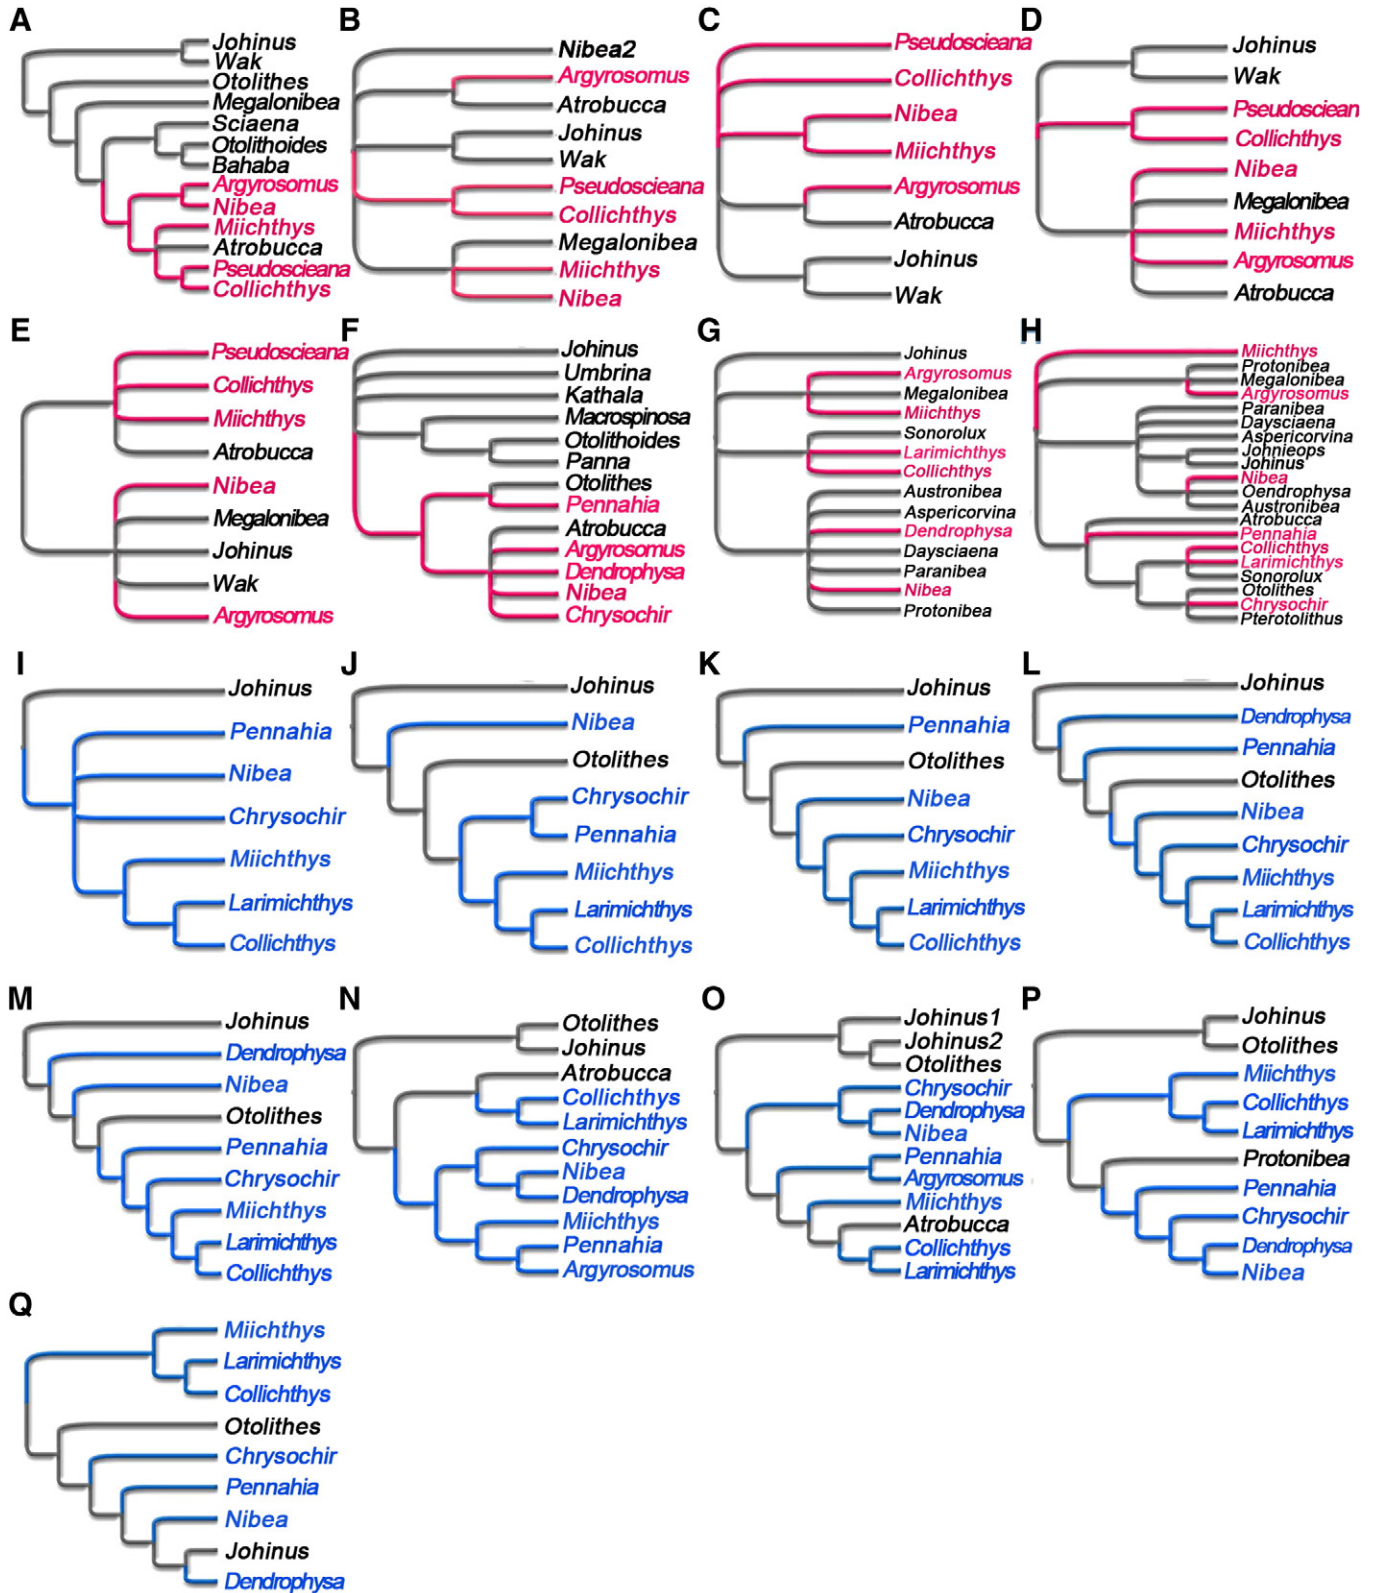 A
Johinus
Wak
Otolithes
Megalonibea
Sciaena
Otolithoides
Bahaba
Argyrosomus
Nibea
Miichthys
Atrobucca
Pseudoscieana
Collichthys
B
Nibea2
Argyrosomus
Atrobucca
Johinus
Wak
Pseudoscieana
Collichthys
Megalonibea
Miichthys
Nibea
C
Pseudoscieana
Collichthys
Nibea
Miichthys
Argyrosomus
Atrobucca
Johinus
Wak
D
Johinus
Wak
Pseudosciean
Collichthys
Nibea
Megalonibea
Miichthys
Argyrosomus
Atrobucca
E
Pseudoscieana
Collichthys
Miichthys
Atrobucca
Nibea
Megalonibea
Johinus
Wak
Argyrosomus
F
Johinus
Umbrina
Kathala
Macrospinosa
Otolithoides
Panna
Otolithes
Pennahia
Atrobucca
Argyrosomus
Dendrophysa
Nibea
Chrysochir
G
Johinus
Argyrosomus
Megalonibea
Miichthys
Sonorolux
Larimichthys
Collichthys
Austronibea
Aspericorvina
Dendrophysa
Daysciaena
Paranibea
Nibea
Protonibea
H
Miichthys
Protonibea
Megalonibea
Argyrosomus
Paranibea
Daysciaena
Aspericorvina
Johnieops
Johinus
Nibea
Oendrophysa
Austronibea
Atrobucca
Pennahia
Collichthys
Larimichthys
Sonorolux
Otolithes
Chrysochir
Pterotolithus
I
Johinus
Pennahia
Nibea
Chrysochir
Miichthys
Larimichthys
Collichthys
J
Johinus
Nibea
Otolithes
Chrysochir
Pennahia
Miichthys
Larimichthys
Collichthys
K
Johinus
Pennahia
Otolithes
Nibea
Chrysochir
Miichthys
Larimichthys
Collichthys
L
Johinus
Dendrophysa
Pennahia
Otolithes
Nibea
Chrysochir
Miichthys
Larimichthys
Collichthys
M
Johinus
Dendrophysa
Nibea
Otolithes
Pennahia
Chrysochir
Miichthys
Larimichthys
Collichthys
N
Otolithes
Johinus
Atrobucca
Collichthys
Larimichthys
Chrysochir
Nibea
Dendrophysa
Miichthys
Pennahia
Argyrosomus
O
Johinus1
Johinus2
Otolithes
Chrysochir
Dendrophysa
Nibea
Pennahia
Argyrosomus
Miichthys
Atrobucca
Collichthys
Larimichthys
P
Johinus
Otolithes
Miichthys
Collichthys
Larimichthys
Protonibea
Pennahia
Chrysochir
Dendrophysa
Nibea
Q
Miichthys
Larimichthys
Collichthys
Otolithes
Chrysochir
Pennahia
Nibea
Johinus
Dendrophysa